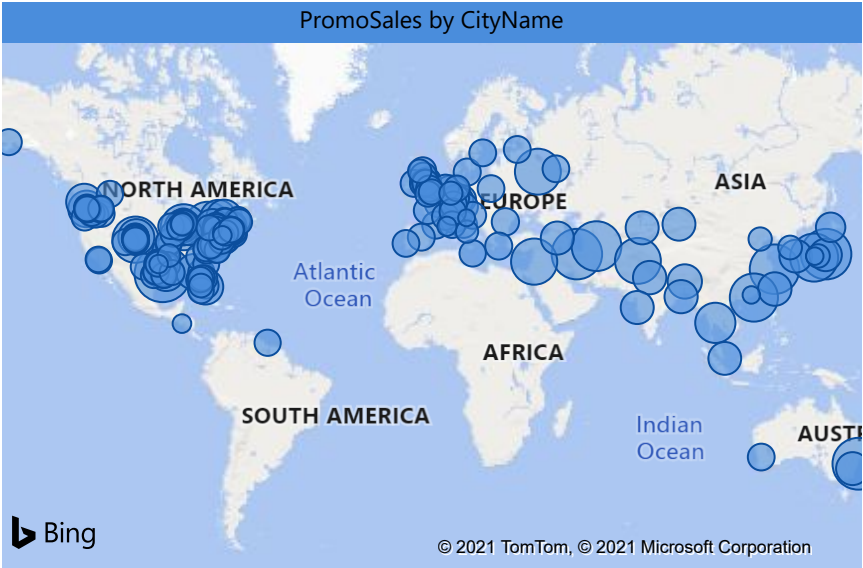 PromoSales by CityName
NORTH AMERICA
ASIA
EUROPE
Atlantic
Ocean
AFRICA
SOUTH AMERICA
Indian
Ocean
AUSTR
Bing
© 2021 TomTom, © 2021 Microsoft Corporation